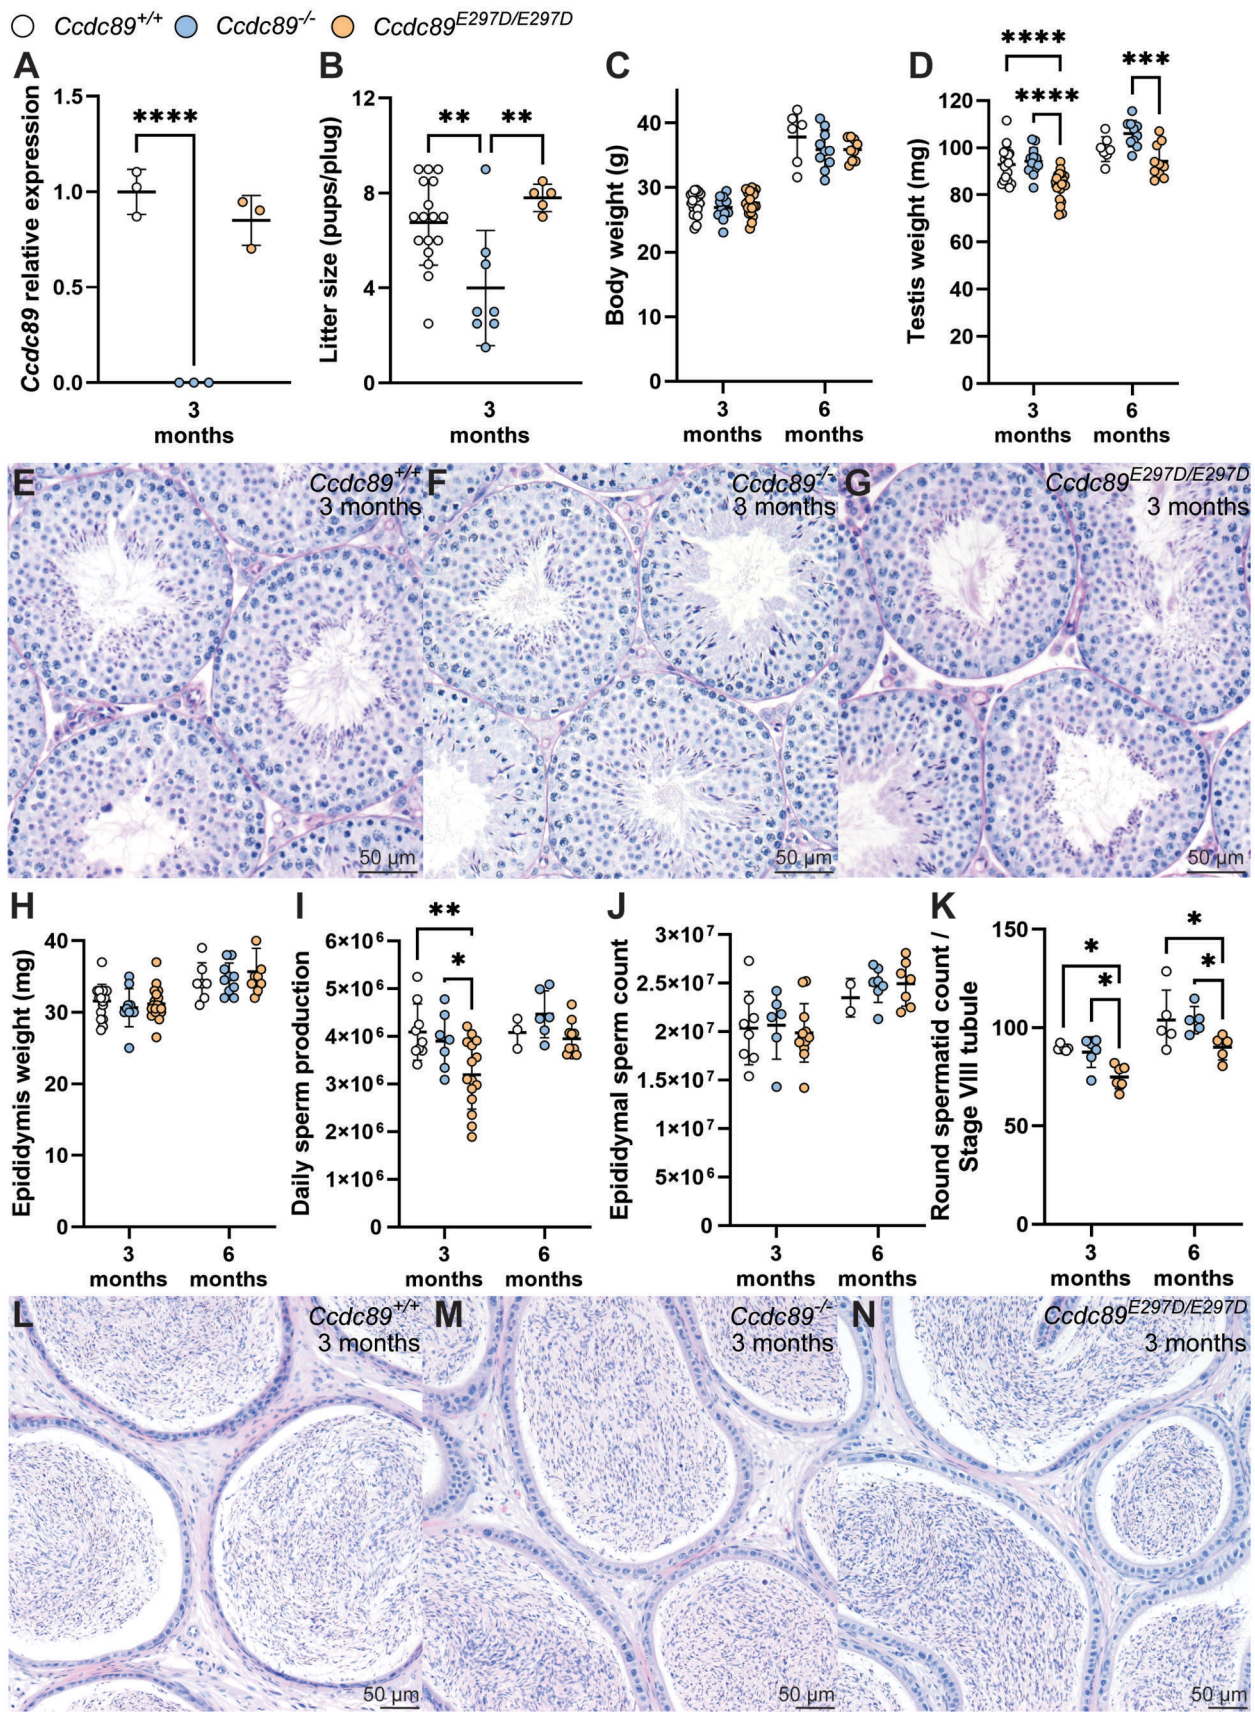 Ccdc89+/+ Ccdc89-/- Ccdc89E297D/E297D
A
Ccdc89 relative expression
1.5
1.0
0.5
0.0
****
3
months
B
Litter size (pups/plug)
12
8
4
0
** **
3
months
C
Body weight (g)
40
30
20
10
0
3 6
months months
D
Testis weight (mg)
120
100
80
60
40
20
0
****
****
***
3 6
months months
E
Ccdc89+/+
3 months
50 µm
F
Ccdc89-/-
3 months
50 µm
G
Ccdc89E297D/E297D
3 months
50 µm
H
Epididymis weight (mg)
40
30
20
10
0
3 6
months months
I
Daily sperm production
6×10⁶
5×10⁶
4×10⁶
3×10⁶
2×10⁶
1×10⁶
0
**
*
3 6
months months
J
Epididymal sperm count
3×10⁷
2.5×10⁷
2×10⁷
1.5×10⁷
1×10⁷
5×10⁶
0
3 6
months months
K
Round spermatid count /
Stage VIII tubule
150
100
50
0
*
*
*
*
3 6
months months
L
Ccdc89+/+
3 months
50 µm
M
Ccdc89-/-
3 months
50 µm
N
Ccdc89E297D/E297D
3 months
50 µm